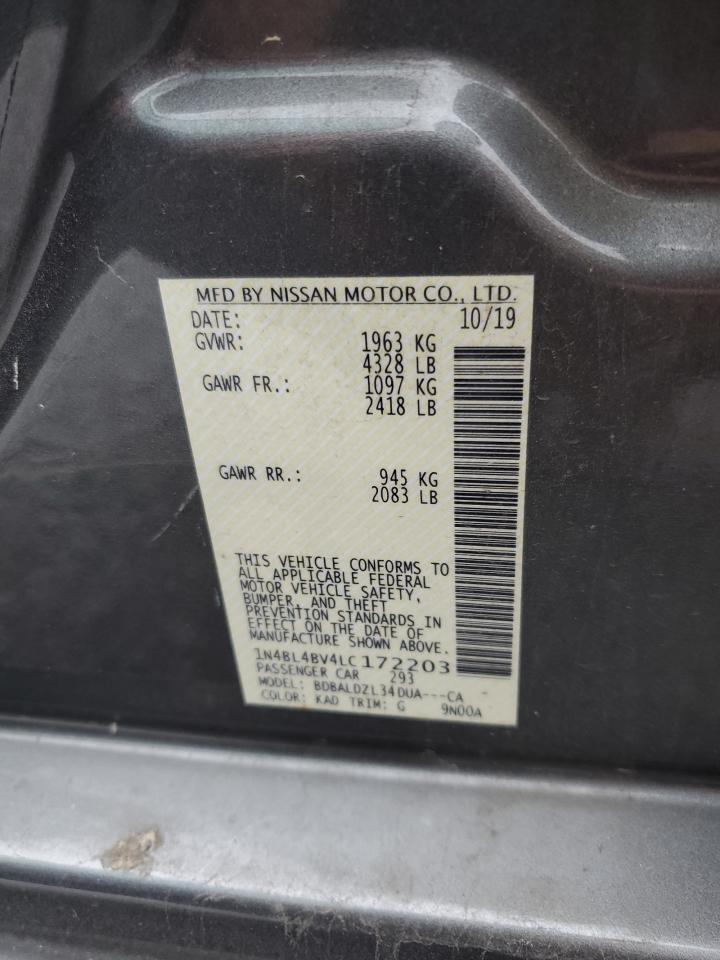 MFD BY NISSAN MOTOR CO., LTD.
DATE: 10/19
GVWR: 1963 KG
4328 LB
GAWR FR.: 1097 KG
2418 LB
GAWR RR.: 945 KG
2083 LB
THIS VEHICLE CONFORMS TO
ALL APPLICABLE FEDERAL
MOTOR VEHICLE SAFETY,
BUMPER, AND THEFT
PREVENTION STANDARDS IN
EFFECT ON THE DATE OF
MANUFACTURE SHOWN ABOVE.
1N4BL4BV4LC172203
PASSENGER CAR 293
MODEL: BDBALDZL34DUA---CA
COLOR: KAD TRIM: G 9N00A